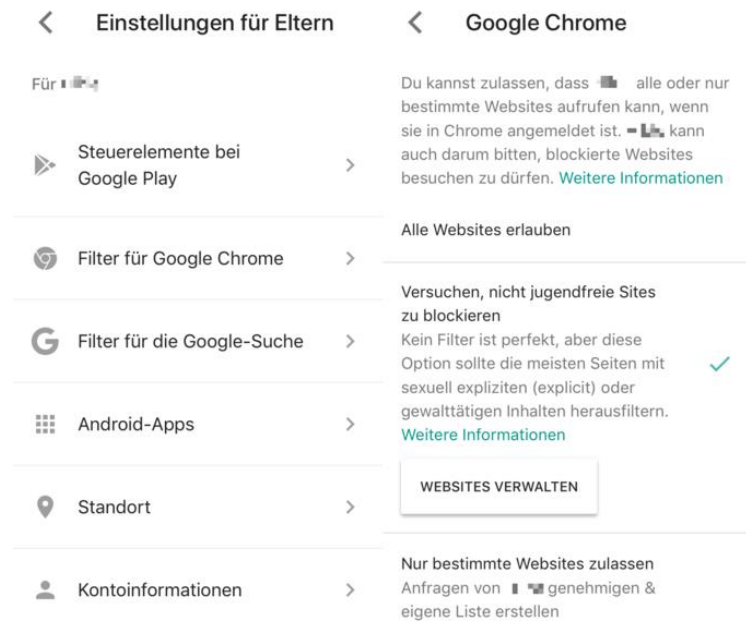 Einstellungen für Eltern
Für
Steuerelemente bei
Google Play
Filter für Google Chrome
Filter für die Google-Suche
Android-Apps
Standort
Kontoinformationen
Google Chrome
Du kannst zulassen, dass alle oder nur
bestimmte Websites aufrufen kann, wenn
sie in Chrome angemeldet ist. kann
auch darum bitten, blockierte Websites
besuchen zu dürfen. Weitere Informationen
Alle Websites erlauben
Versuchen, nicht jugendfreie Sites
zu blockieren
Kein Filter ist perfekt, aber diese
Option sollte die meisten Seiten mit
sexuell expliziten (explicit) oder
gewalttätigen Inhalten herausfiltern.
Weitere Informationen
WEBSITES VERWALTEN
Nur bestimmte Websites zulassen
Anfragen von genehmigen &
eigene Liste erstellen